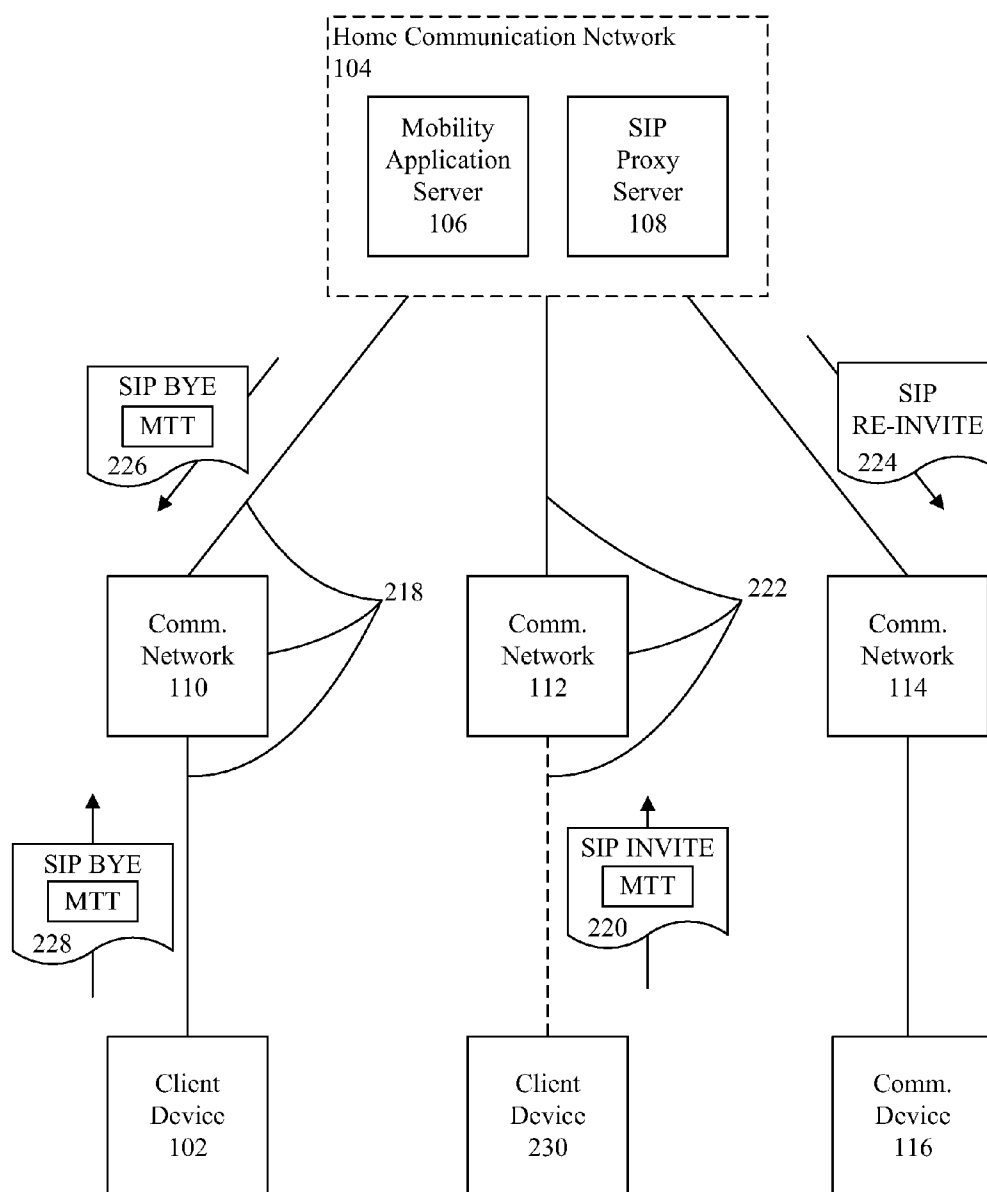 Home Communication Network
104
Mobility
Application
Server
106
SIP
Proxy
Server
108
SIP BYE
MTT
226
SIP
RE-INVITE
224
218
222
Comm.
Network
110
Comm.
Network
112
Comm.
Network
114
SIP BYE
MTT
228
SIP INVITE
MTT
220
Client
Device
102
Client
Device
230
Comm.
Device
116